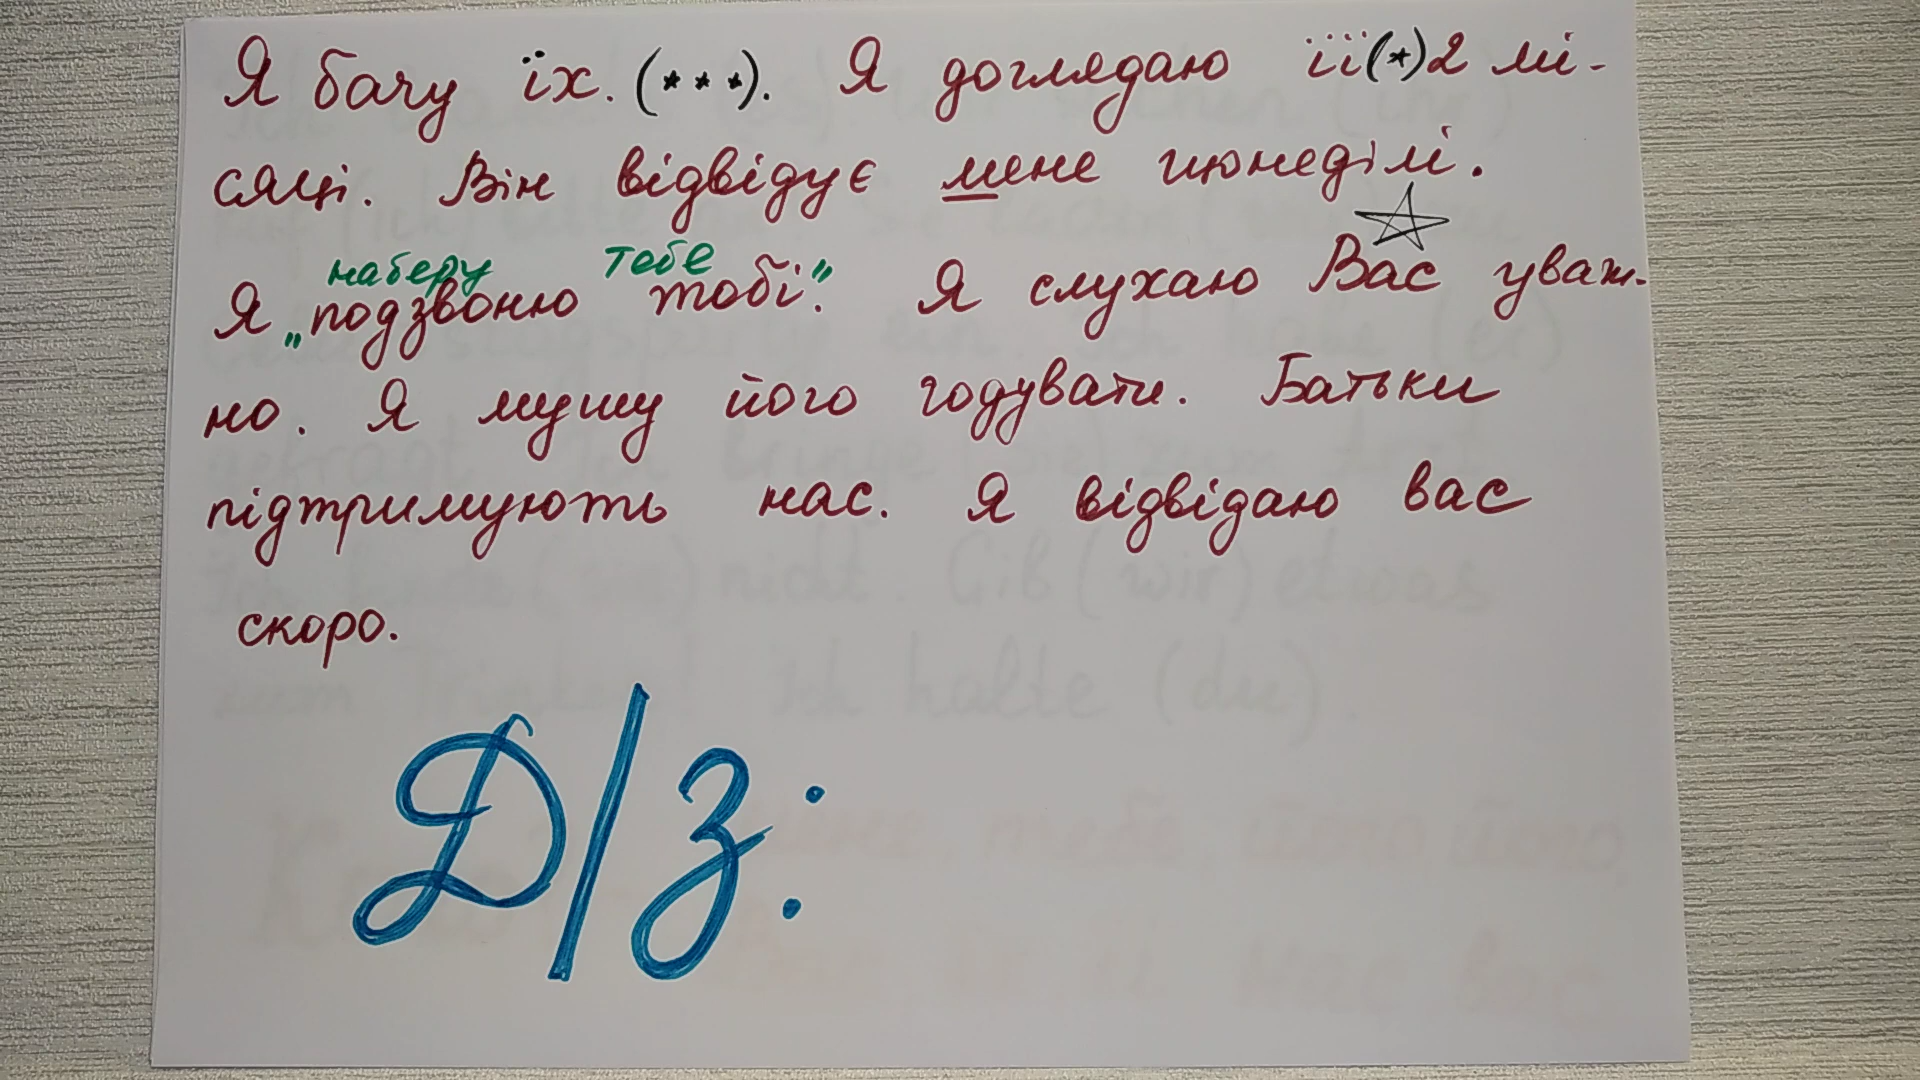 Я бачу їх. (***). Я доглядаю її(*)2 мі-
сяці. Він відвідує мене щонеділі.
наберу тебе
Я „подзвоню тобі". Я слухаю Вас уваж-
но. Я мушу його годувати. Батьки
підтримують нас. Я відвідаю вас
скоро.
Д/З: